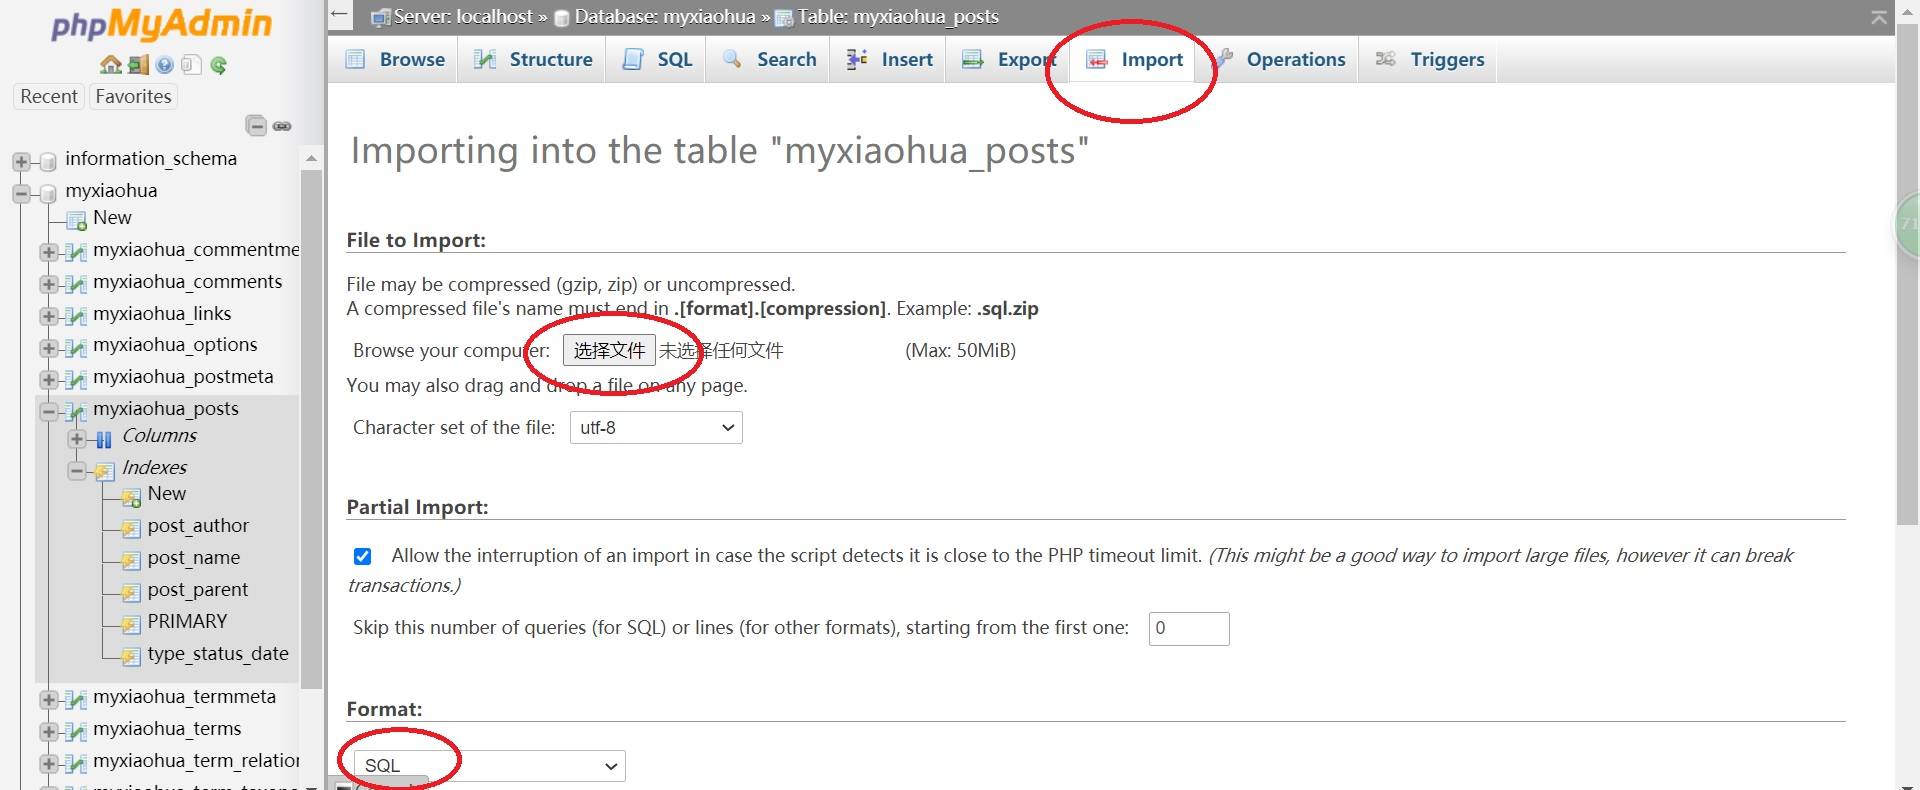 phpMyAdmin
Recent Favorites
information_schema
myxiaohua
New
myxiaohua_commentme
myxiaohua_comments
myxiaohua_links
myxiaohua_options
myxiaohua_postmeta
myxiaohua_posts
Columns
Indexes
New
post_author
post_name
post_parent
PRIMARY
type_status_date
myxiaohua_termmeta
myxiaohua_terms
myxiaohua_term_relation
Server: localhost » Database: myxiaohua » Table: myxiaohua_posts
Browse Structure SQL Search Insert Export Import Operations Triggers
Importing into the table "myxiaohua_posts"
File to Import:
File may be compressed (gzip, zip) or uncompressed.
A compressed file's name must end in .[format].[compression]. Example: .sql.zip
Browse your computer: 选择文件 未选择任何文件 (Max: 50MiB)
You may also drag and drop a file on any page.
Character set of the file: utf-8
Partial Import:
Allow the interruption of an import in case the script detects it is close to the PHP timeout limit. (This might be a good way to import large files, however it can break
transactions.)
Skip this number of queries (for SQL) or lines (for other formats), starting from the first one: 0
Format:
SQL
71